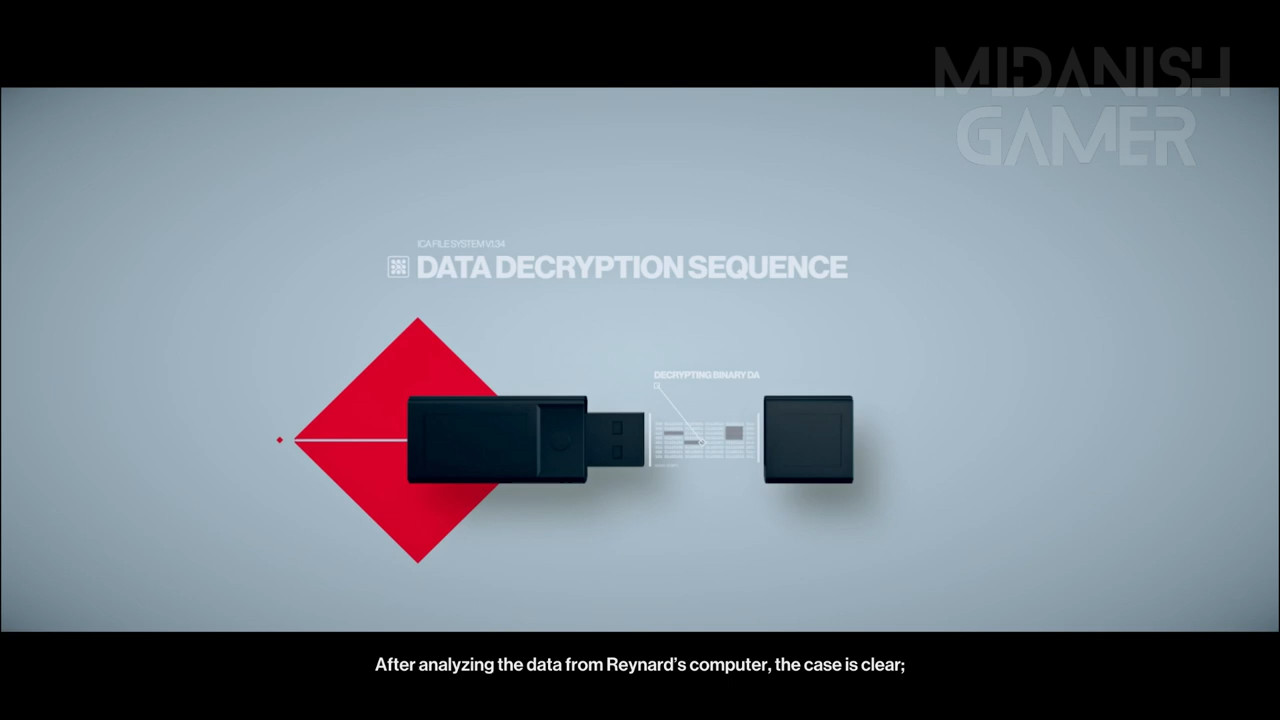 MIDANISH
GAMER
ICA FILE SYSTEM V1.34
DATA DECRYPTION SEQUENCE
DECRYPTING BINARY DA
After analyzing the data from Reynard's computer, the case is clear;